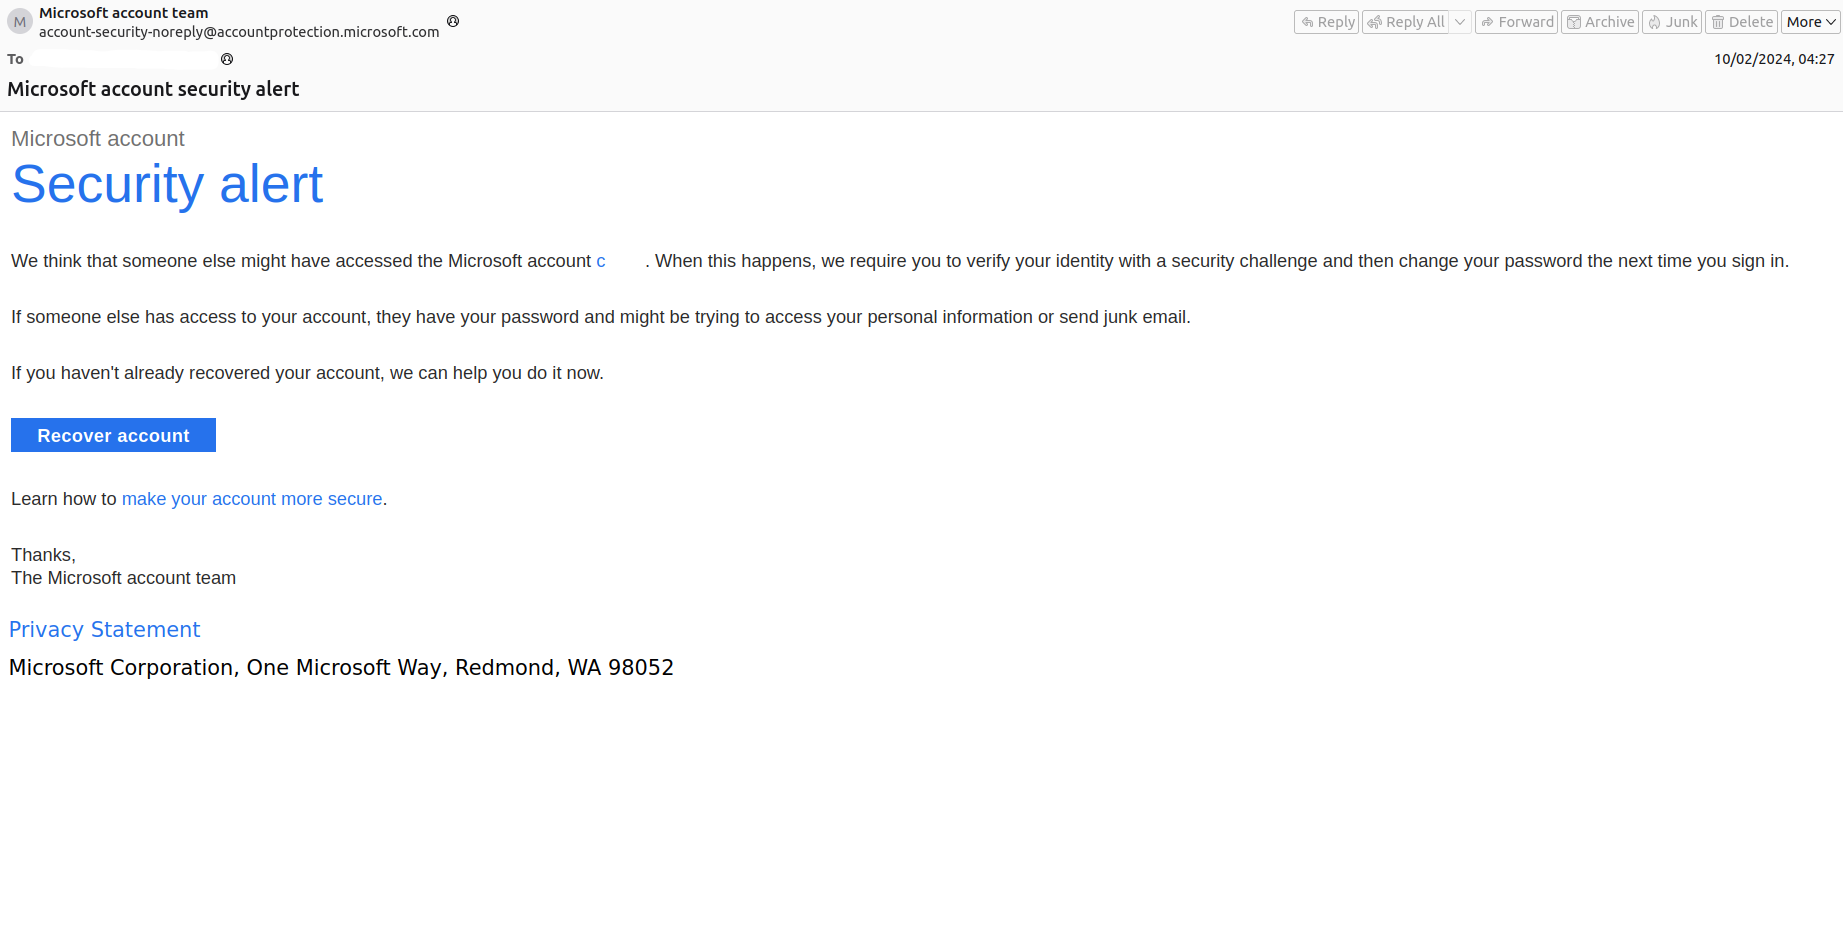 M
Microsoft account team
account-security-noreply@accountprotection.microsoft.com
Reply Reply All Forward Archive Junk Delete More
To
10/02/2024, 04:27
Microsoft account security alert
Microsoft account
Security alert
We think that someone else might have accessed the Microsoft account c . When this happens, we require you to verify your identity with a security challenge and then change your password the next time you sign in.
If someone else has access to your account, they have your password and might be trying to access your personal information or send junk email.
If you haven't already recovered your account, we can help you do it now.
Recover account
Learn how to make your account more secure.
Thanks,
The Microsoft account team
Privacy Statement
Microsoft Corporation, One Microsoft Way, Redmond, WA 98052